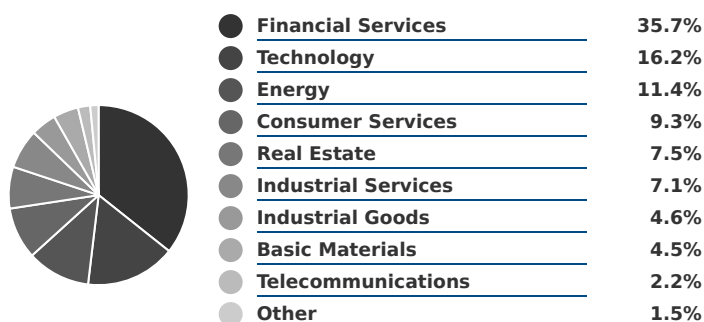 Financial Services 35.7%
Technology 16.2%
Energy 11.4%
Consumer Services 9.3%
Real Estate 7.5%
Industrial Services 7.1%
Industrial Goods 4.6%
Basic Materials 4.5%
Telecommunications 2.2%
Other 1.5%